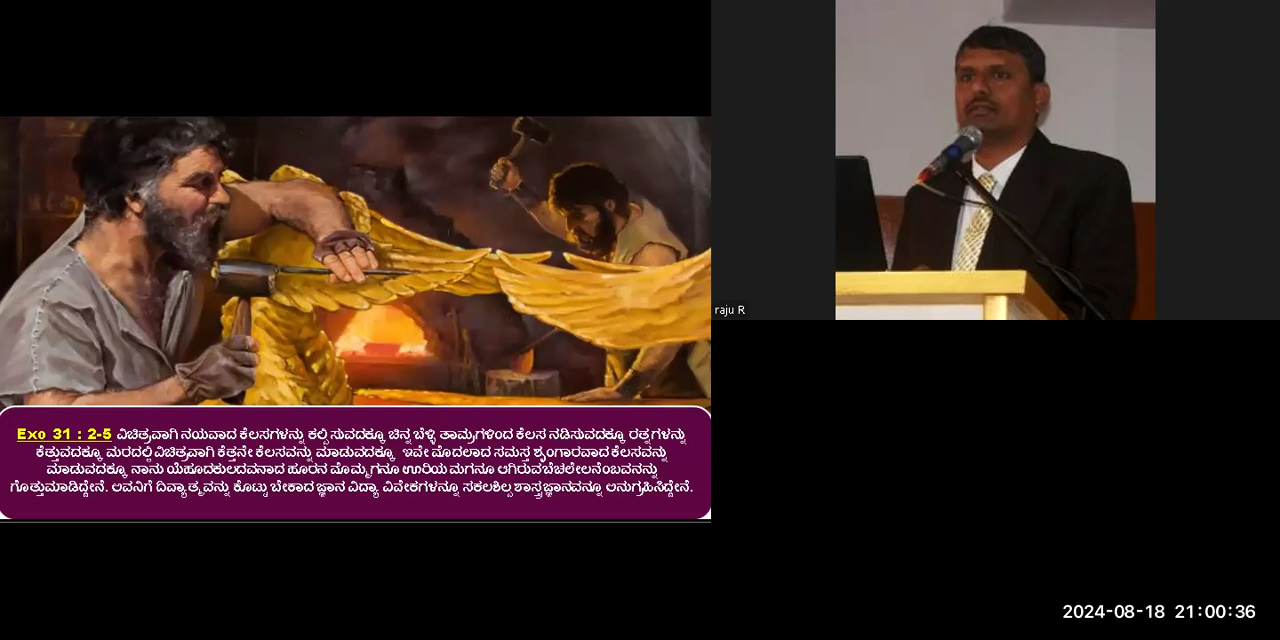 Exo 31 : 2-5 ವಿಚಿತ್ರವಾಗಿ ನಯವಾದ ಕೆಲಸಗಳನ್ನು ಕಲ್ಪಿಸುವದಕ್ಕೂ ಚಿನ್ನ ಬೆಳ್ಳಿ ತಾಮ್ರಗಳಿಂದ ಕೆಲಸ ನಡಿಸುವದಕ್ಕೂ ರತ್ನಗಳನ್ನು
ಕೆತ್ತುವದಕ್ಕೂ ಮರದಲ್ಲಿ ವಿಚಿತ್ರವಾಗಿ ಕೆತ್ತನೇ ಕೆಲಸವನ್ನು ಮಾಡುವದಕ್ಕೂ ಇವೇ ಮೊದಲಾದ ಸಮಸ್ತ ಶೃಂಗಾರವಾದ ಕೆಲಸವನ್ನು
ಮಾಡುವದಕ್ಕೂ ನಾನು ಯೆಹೂದಕುಲದವನಾದ ಹೂರನ ಮೊಮ್ಮಗನೂ ಊರಿಯ ಮಗನೂ ಆಗಿರುವ ಬೆಚಲೇಲನೆಂಬವನನ್ನು
ಗೊತ್ತುಮಾಡಿದ್ದೇನೆ. ಅವನಿಗೆ ದಿವ್ಯಾತ್ಮವನ್ನು ಕೊಟ್ಟು ಬೇಕಾದ ಜ್ಞಾನ ವಿದ್ಯಾ ವಿವೇಕಗಳನ್ನೂ ಸಕಲಶಿಲ್ಪಶಾಸ್ತ್ರಜ್ಞಾನವನ್ನೂ ಅನುಗ್ರಹಿಸಿದ್ದೇನೆ.
raju R
2024-08-18 21:00:36